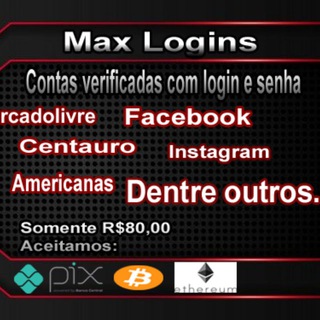 Max Logins
Contas verificadas com login e senha
rcadolivre Facebook
Centauro Instagram
Americanas Dentre outros.
Somente R$80,00
Aceitamos:
pix ethereum